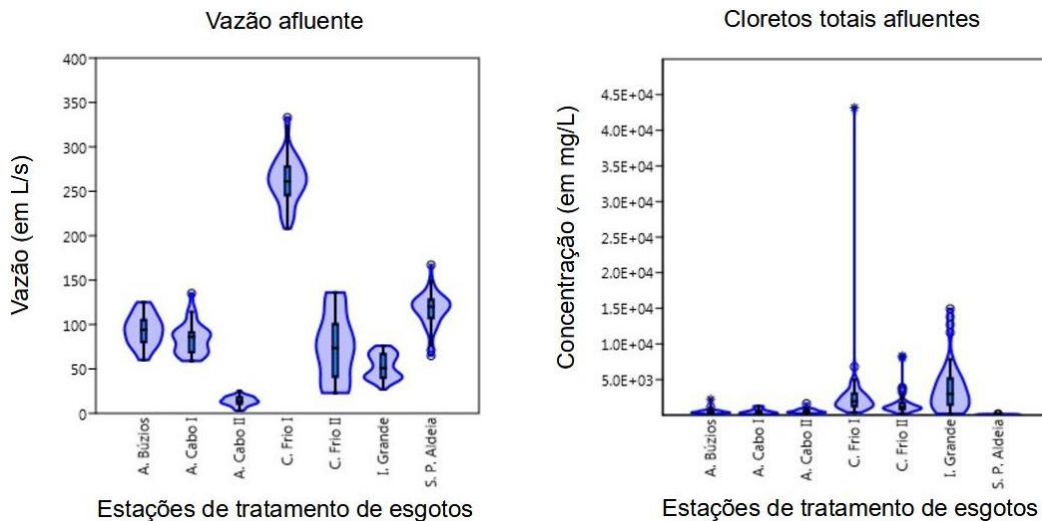 Vazão afluente
Vazão (em L/s)
400
350
300
250
200
150
100
50
0
A. Búzios
A. Cabo I
A. Cabo II
C. Frio I
C. Frio II
I. Grande
S. P. Aldeia
Estações de tratamento de esgotos
Cloretos totais afluentes
Concentração (em mg/L)
4.5E+04
4.0E+04
3.5E+04
3.0E+04
2.5E+04
2.0E+04
1.5E+04
1.0E+04
5.0E+03
A. Búzios
A. Cabo I
A. Cabo II
C. Frio I
C. Frio II
I. Grande
S. P. Aldeia
Estações de tratamento de esgotos